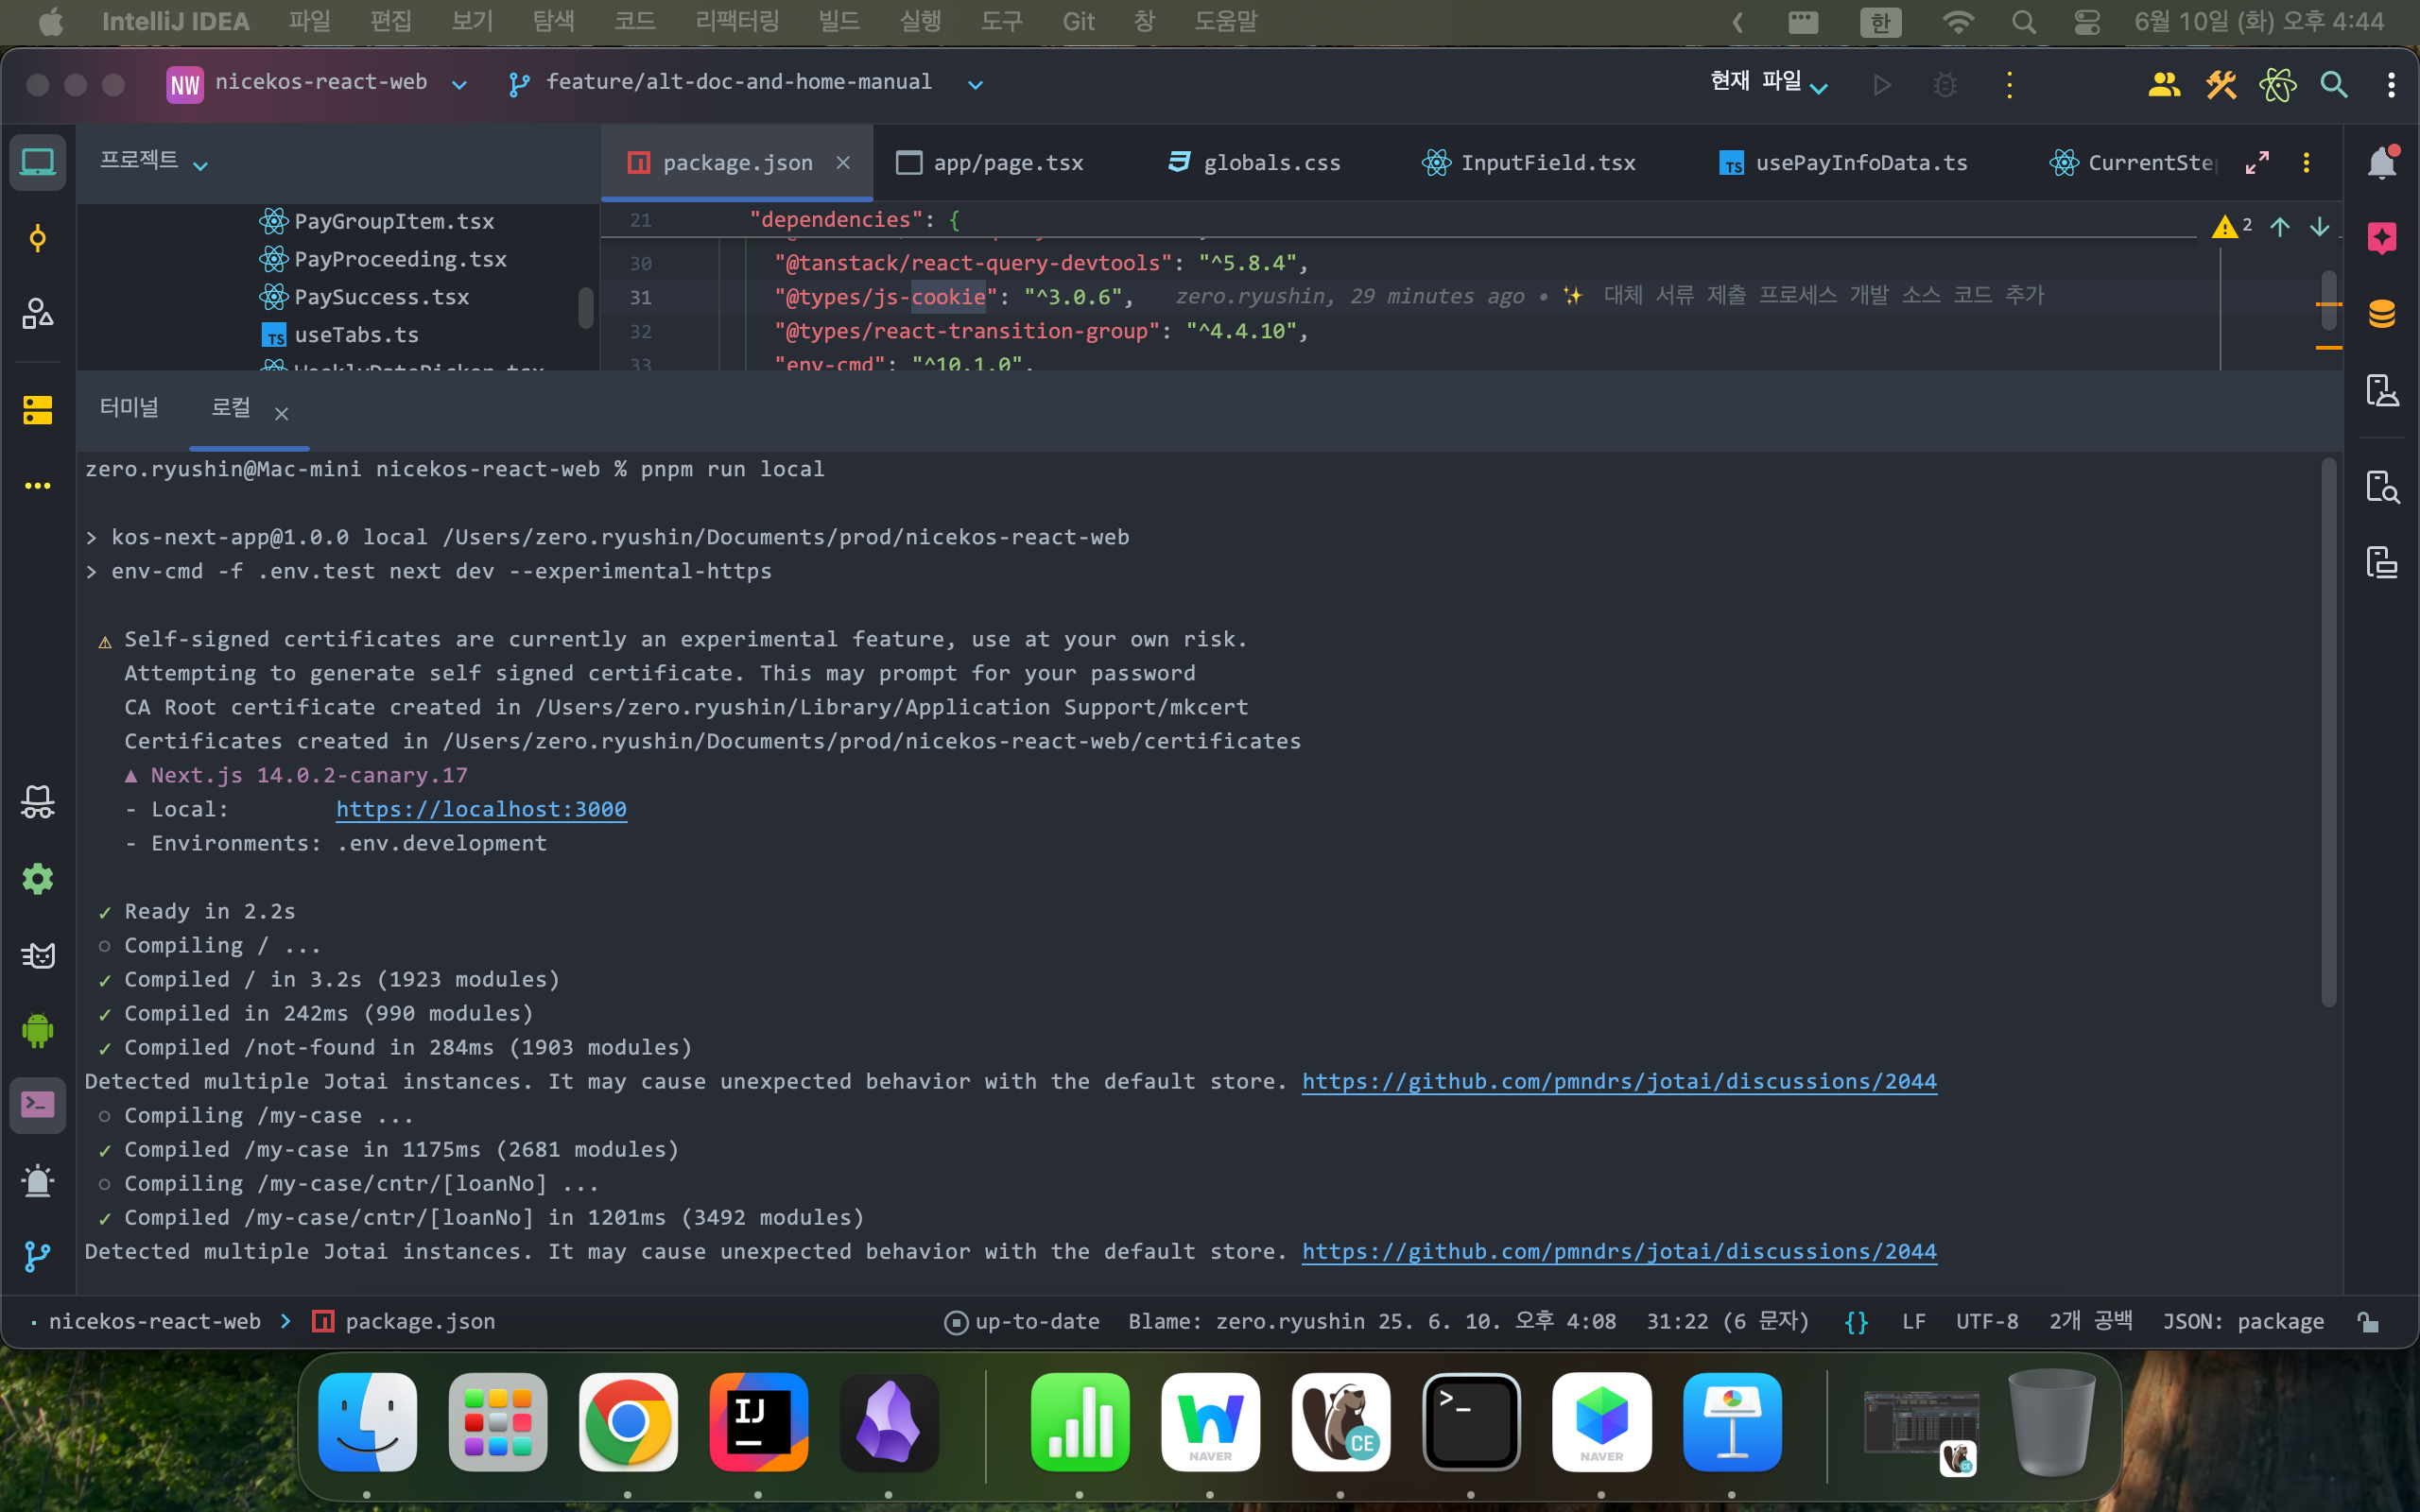 IntelliJ IDEA 파일 편집 보기 탐색 코드 리팩터링 빌드 실행 도구 Git 창 도움말 한 6월 10일 (화) 오후 4:44
NW nicekos-react-web feature/alt-doc-and-home-manual 현재 파일
프로젝트 package.json app/page.tsx globals.css InputField.tsx usePayInfoData.ts CurrentSte
PayGroupItem.tsx
PayProceeding.tsx
PaySuccess.tsx
useTabs.ts
WeeklyDatePicker.tsx
21 "dependencies": { 2
30 "@tanstack/react-query-devtools": "^5.8.4",
31 "@types/js-cookie": "^3.0.6", zero.ryushin, 29 minutes ago • ✨ 대체 서류 제출 프로세스 개발 소스 코드 추가
32 "@types/react-transition-group": "^4.4.10",
33 "env-cmd": "^10.1.0",
터미널 로컬
zero.ryushin@Mac-mini nicekos-react-web % pnpm run local
> kos-next-app@1.0.0 local /Users/zero.ryushin/Documents/prod/nicekos-react-web
> env-cmd -f .env.test next dev --experimental-https
⚠ Self-signed certificates are currently an experimental feature, use at your own risk.
Attempting to generate self signed certificate. This may prompt for your password
CA Root certificate created in /Users/zero.ryushin/Library/Application Support/mkcert
Certificates created in /Users/zero.ryushin/Documents/prod/nicekos-react-web/certificates
▲ Next.js 14.0.2-canary.17
- Local: https://localhost:3000
- Environments: .env.development
✓ Ready in 2.2s
○ Compiling / ...
✓ Compiled / in 3.2s (1923 modules)
✓ Compiled in 242ms (990 modules)
✓ Compiled /not-found in 284ms (1903 modules)
Detected multiple Jotai instances. It may cause unexpected behavior with the default store. https://github.com/pmndrs/jotai/discussions/2044
○ Compiling /my-case ...
✓ Compiled /my-case in 1175ms (2681 modules)
○ Compiling /my-case/cntr/[loanNo] ...
✓ Compiled /my-case/cntr/[loanNo] in 1201ms (3492 modules)
Detected multiple Jotai instances. It may cause unexpected behavior with the default store. https://github.com/pmndrs/jotai/discussions/2044
nicekos-react-web > package.json up-to-date Blame: zero.ryushin 25. 6. 10. 오후 4:08 31:22 (6 문자) {} LF UTF-8 2개 공백 JSON: package
IJ NAVER CE >_ NAVER CE